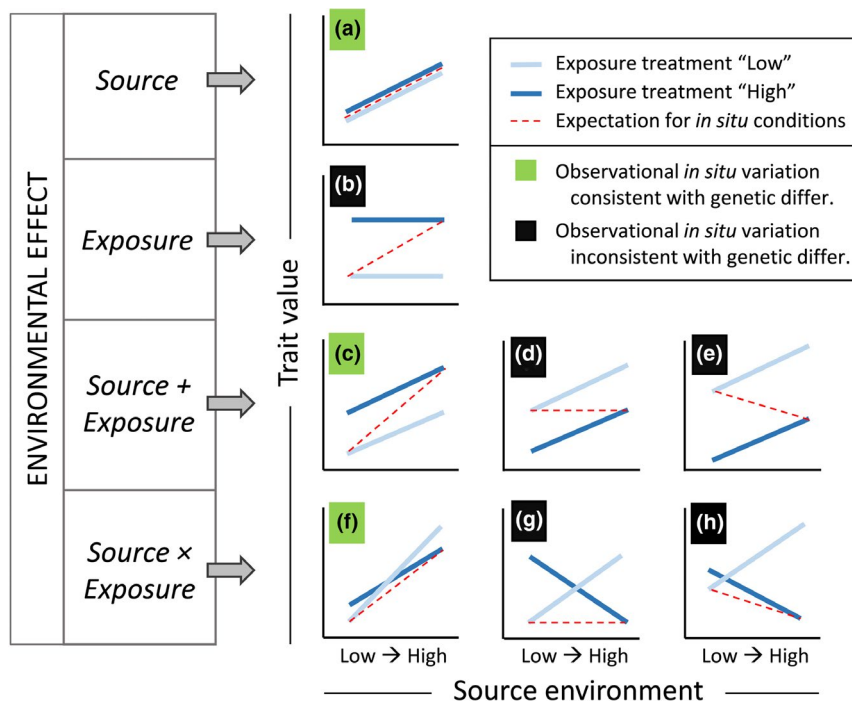 ENVIRONMENTAL EFFECT
Source
Exposure
Source +
Exposure
Source ×
Exposure
Trait value
(a)
(b)
(c)
(d)
(e)
(f)
(g)
(h)
Exposure treatment “Low”
Exposure treatment “High”
Expectation for in situ conditions
Observational in situ variation
consistent with genetic differ.
Observational in situ variation
inconsistent with genetic differ.
Low → High
Low → High
Low → High
Source environment